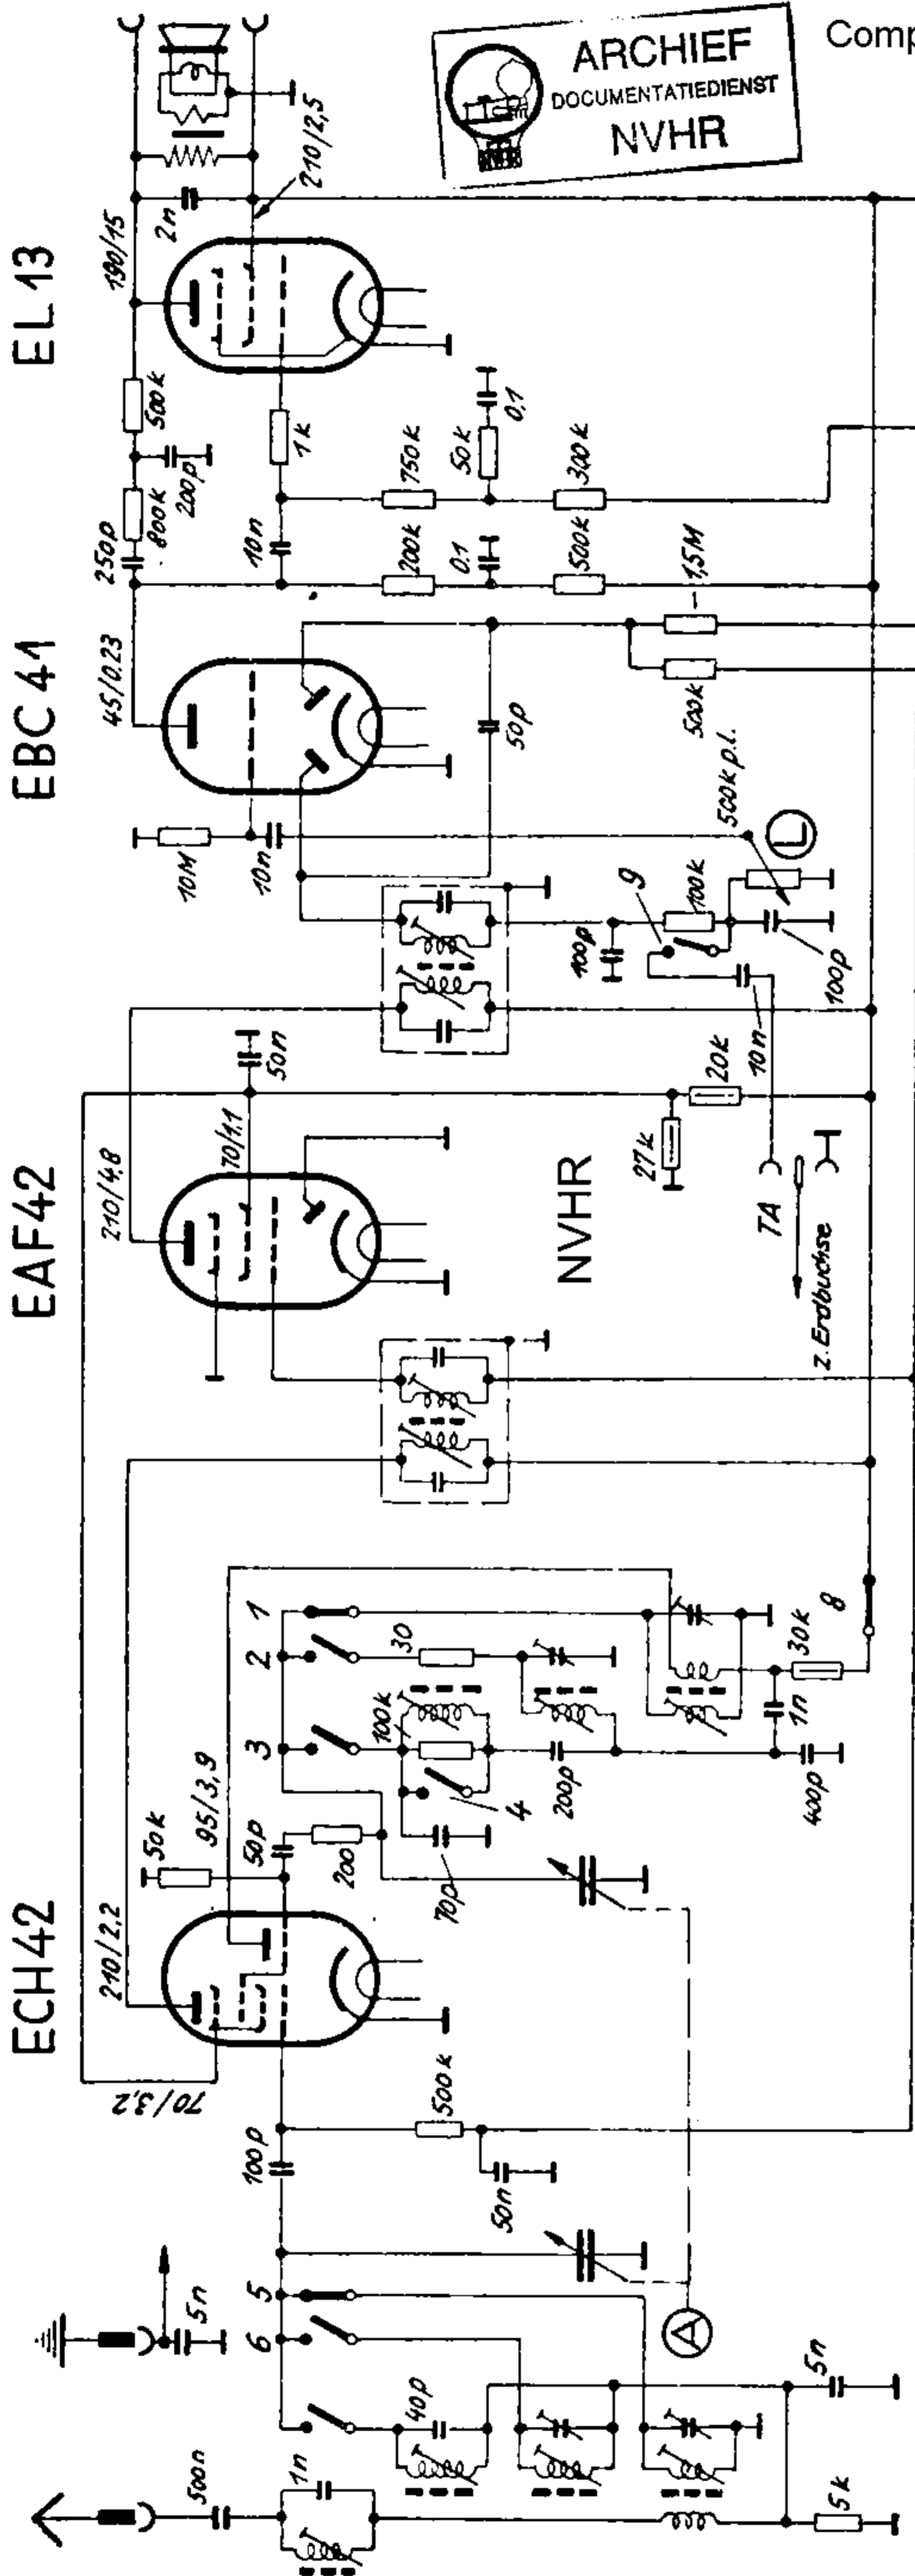 ECH42
EAF42
EBC41
EL13
ARCHIEF
DOCUMENTATIEDIENST
NVHR
Comp
500n
1n
5n
6
5
40p
5n
5k
A
100p
50n
500k
70/3,2
210/2,2
50k
95/3,9
50p
200
70p
3
2
1
100k
4
200p
30
400p
1n
30k
8
210/4,8
70/1,1
50n
NVHR
27k
20k
TA
z. Erdbuchse
10n
100p
9
100k
100p
L
500k p.l.
10M
10n
45/0,23
50p
500k
1,5M
250p
800k
200p
500k
10n
1k
200k
0,1
500k
750k
50k
0,1
300k
190/15
2n
210/2,5